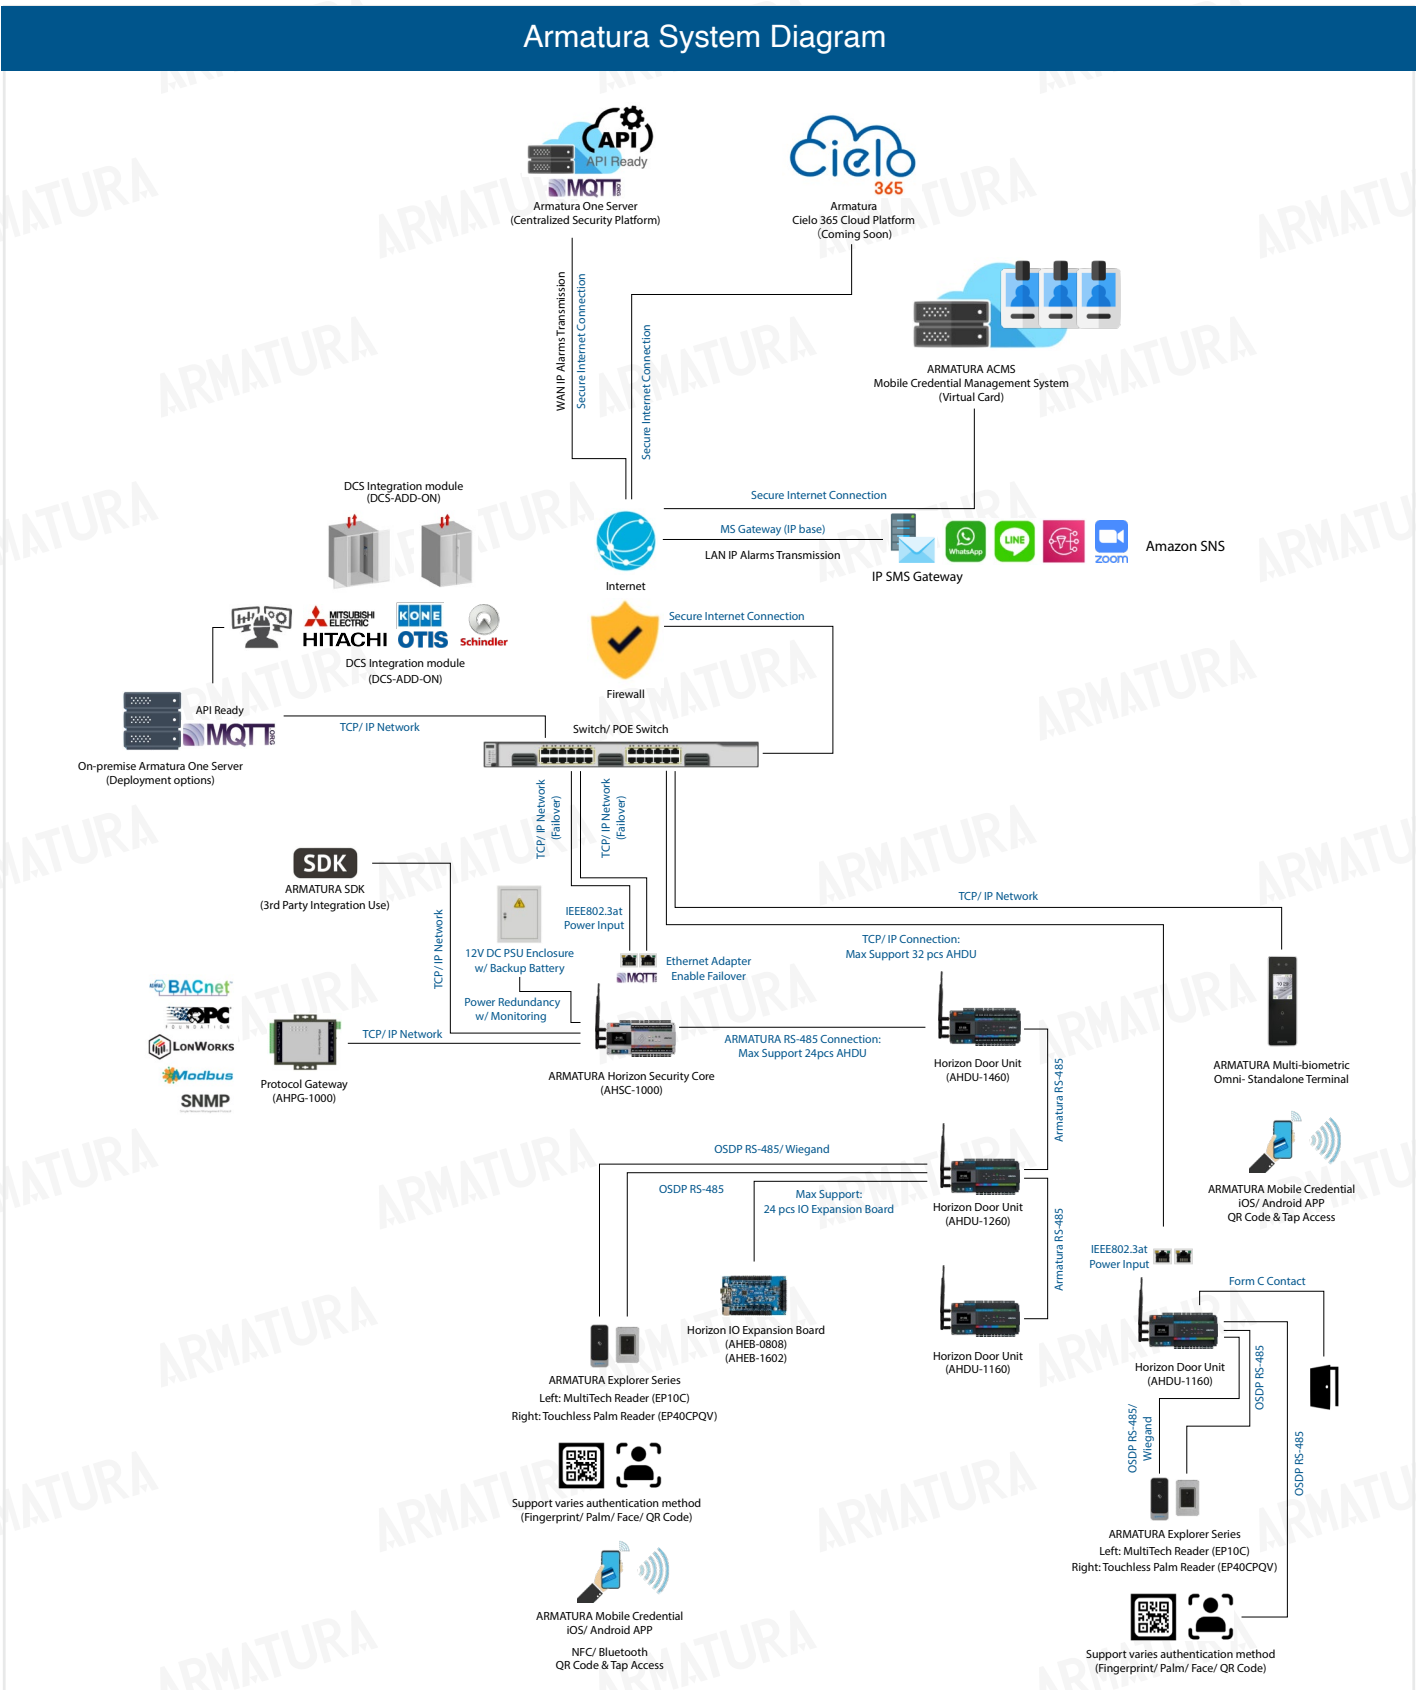 Armatura System Diagram
API
API Ready
MQTT.ORG
Armatura One Server
(Centralized Security Platform)
Cielo
365
Armatura
Cielo 365 Cloud Platform
(Coming Soon)
WAN IP Alarms Transmission
Secure Internet Connection
Secure Internet Connection
ARMATURA ACMS
Mobile Credential Management System
(Virtual Card)
Secure Internet Connection
MS Gateway (IP base)
LAN IP Alarms Transmission
IP SMS Gateway
WhatsApp
LINE
zoom
Amazon SNS
Internet
DCS Integration module
(DCS-ADD-ON)
MITSUBISHI
ELECTRIC
HITACHI
KONE
OTIS
Schindler
DCS Integration module
(DCS-ADD-ON)
Secure Internet Connection
Firewall
API Ready
MQTT.ORG
On-premise Armatura One Server
(Deployment options)
TCP/ IP Network
Switch/ POE Switch
TCP/ IP Network
(Failover)
TCP/ IP Network
(Failover)
SDK
ARMATURA SDK
(3rd Party Integration Use)
TCP/ IP Network
12V DC PSU Enclosure
w/ Backup Battery
Power Redundancy
w/ Monitoring
IEEE802.3at
Power Input
MQTT
Ethernet Adapter
Enable Failover
TCP/ IP Network
TCP/ IP Connection:
Max Support 32 pcs AHDU
BACnet
OPC
FOUNDATION
LONWORKS
Modbus
SNMP
Protocol Gateway
(AHPG-1000)
TCP/ IP Network
ARMATURA Horizon Security Core
(AHSC-1000)
ARMATURA RS-485 Connection:
Max Support 24pcs AHDU
Horizon Door Unit
(AHDU-1460)
Armatura RS-485
ARMATURA Multi-biometric
Omni- Standalone Terminal
ARMATURA Mobile Credential
iOS/ Android APP
QR Code & Tap Access
OSDP RS-485/ Wiegand
OSDP RS-485
Max Support:
24 pcs IO Expansion Board
Horizon Door Unit
(AHDU-1260)
Armatura RS-485
Horizon IO Expansion Board
(AHEB-0808)
(AHEB-1602)
Horizon Door Unit
(AHDU-1160)
IEEE802.3at
Power Input
Form C Contact
Horizon Door Unit
(AHDU-1160)
OSDP RS-485/
Wiegand
OSDP RS-485
OSDP RS-485
ARMATURA Explorer Series
Left: MultiTech Reader (EP10C)
Right: Touchless Palm Reader (EP40CPQV)
Support varies authentication method
(Fingerprint/ Palm/ Face/ QR Code)
ARMATURA Mobile Credential
iOS/ Android APP
NFC/ Bluetooth
QR Code & Tap Access
ARMATURA Explorer Series
Left: MultiTech Reader (EP10C)
Right: Touchless Palm Reader (EP40CPQV)
Support varies authentication method
(Fingerprint/ Palm/ Face/ QR Code)